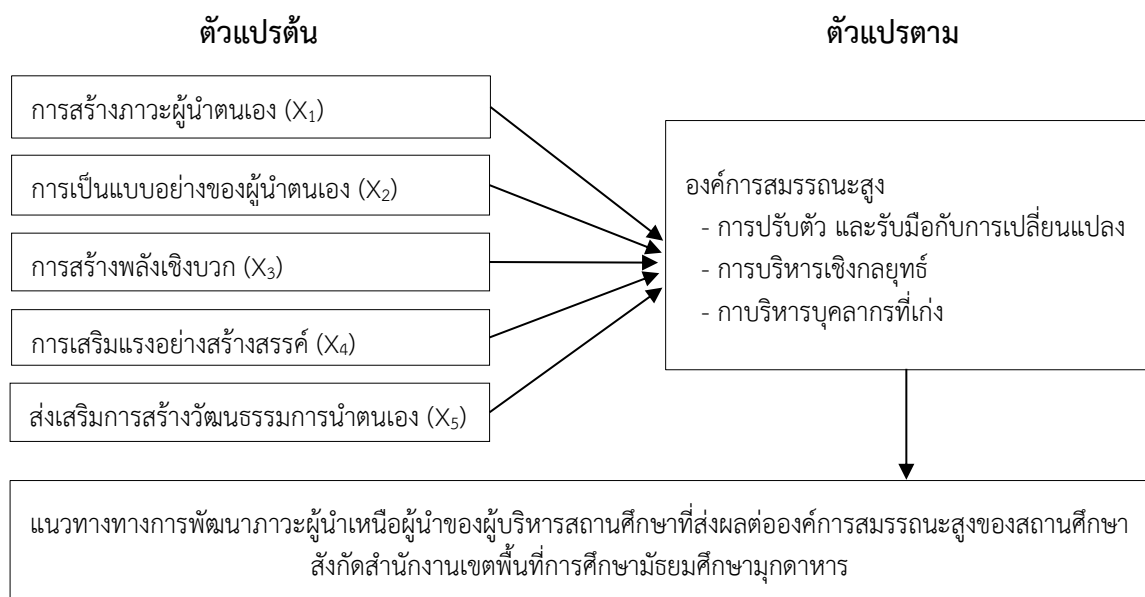 ตัวแปรต้น
ตัวแปรตาม
การสร้างภาวะผู้นำตนเอง (X₁)
การเป็นแบบอย่างของผู้นำตนเอง (X₂)
การสร้างพลังเชิงบวก (X₃)
การเสริมแรงอย่างสร้างสรรค์ (X₄)
ส่งเสริมการสร้างวัฒนธรรมการนำตนเอง (X₅)
องค์การสมรรถนะสูง
- การปรับตัว และรับมือกับการเปลี่ยนแปลง
- การบริหารเชิงกลยุทธ์
- กาบริหารบุคลากรที่เก่ง
แนวทางทางการพัฒนาภาวะผู้นำเหนือผู้นำของผู้บริหารสถานศึกษาที่ส่งผลต่อองค์การสมรรถนะสูงของสถานศึกษา
สังกัดสำนักงานเขตพื้นที่การศึกษามัธยมศึกษามุกดาหาร